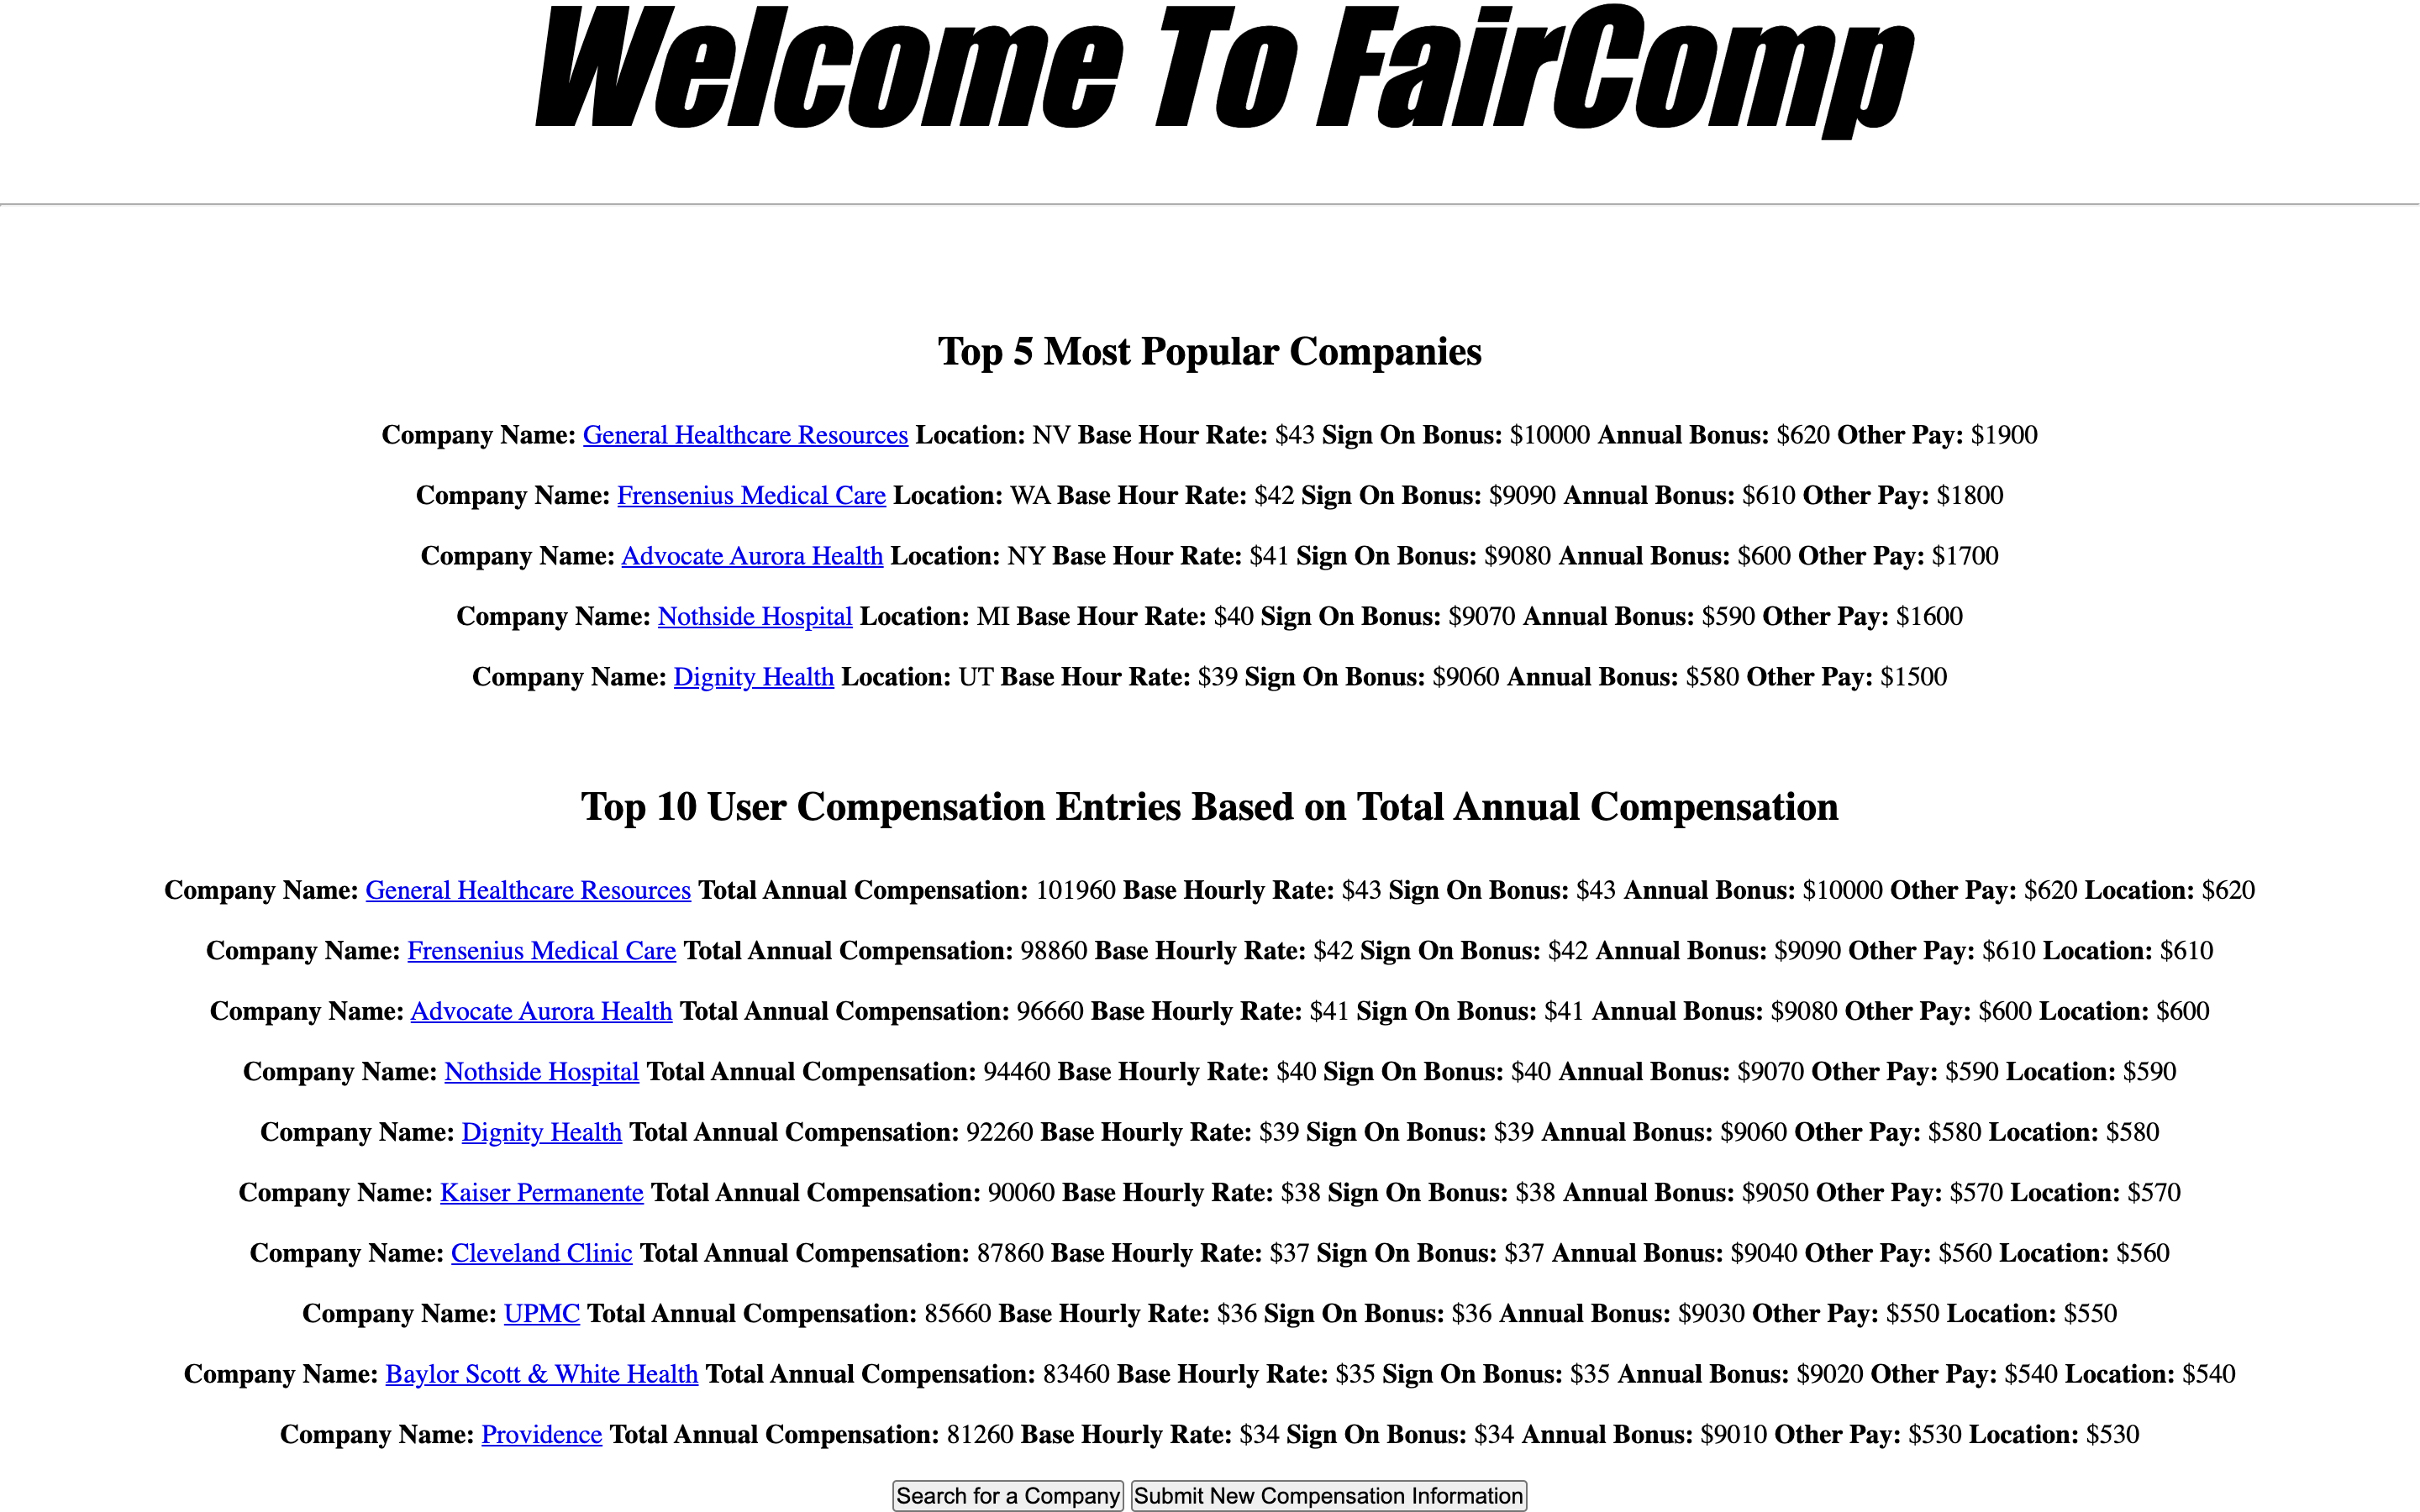 Welcome To FairComp
Top 5 Most Popular Companies
Company Name: General Healthcare Resources Location: NV Base Hour Rate: $43 Sign On Bonus: $10000 Annual Bonus: $620 Other Pay: $1900
Company Name: Frensenius Medical Care Location: WA Base Hour Rate: $42 Sign On Bonus: $9090 Annual Bonus: $610 Other Pay: $1800
Company Name: Advocate Aurora Health Location: NY Base Hour Rate: $41 Sign On Bonus: $9080 Annual Bonus: $600 Other Pay: $1700
Company Name: Nothside Hospital Location: MI Base Hour Rate: $40 Sign On Bonus: $9070 Annual Bonus: $590 Other Pay: $1600
Company Name: Dignity Health Location: UT Base Hour Rate: $39 Sign On Bonus: $9060 Annual Bonus: $580 Other Pay: $1500
Top 10 User Compensation Entries Based on Total Annual Compensation
Company Name: General Healthcare Resources Total Annual Compensation: 101960 Base Hourly Rate: $43 Sign On Bonus: $43 Annual Bonus: $10000 Other Pay: $620 Location: $620
Company Name: Frensenius Medical Care Total Annual Compensation: 98860 Base Hourly Rate: $42 Sign On Bonus: $42 Annual Bonus: $9090 Other Pay: $610 Location: $610
Company Name: Advocate Aurora Health Total Annual Compensation: 96660 Base Hourly Rate: $41 Sign On Bonus: $41 Annual Bonus: $9080 Other Pay: $600 Location: $600
Company Name: Nothside Hospital Total Annual Compensation: 94460 Base Hourly Rate: $40 Sign On Bonus: $40 Annual Bonus: $9070 Other Pay: $590 Location: $590
Company Name: Dignity Health Total Annual Compensation: 92260 Base Hourly Rate: $39 Sign On Bonus: $39 Annual Bonus: $9060 Other Pay: $580 Location: $580
Company Name: Kaiser Permanente Total Annual Compensation: 90060 Base Hourly Rate: $38 Sign On Bonus: $38 Annual Bonus: $9050 Other Pay: $570 Location: $570
Company Name: Cleveland Clinic Total Annual Compensation: 87860 Base Hourly Rate: $37 Sign On Bonus: $37 Annual Bonus: $9040 Other Pay: $560 Location: $560
Company Name: UPMC Total Annual Compensation: 85660 Base Hourly Rate: $36 Sign On Bonus: $36 Annual Bonus: $9030 Other Pay: $550 Location: $550
Company Name: Baylor Scott & White Health Total Annual Compensation: 83460 Base Hourly Rate: $35 Sign On Bonus: $35 Annual Bonus: $9020 Other Pay: $540 Location: $540
Company Name: Providence Total Annual Compensation: 81260 Base Hourly Rate: $34 Sign On Bonus: $34 Annual Bonus: $9010 Other Pay: $530 Location: $530
Search for a Company Submit New Compensation Information